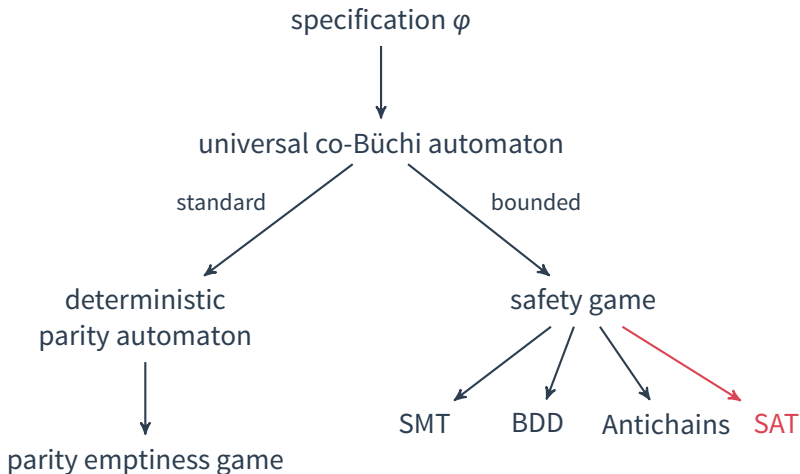 specification φ
universal co-Büchi automaton
standard
bounded
deterministic
parity automaton
safety game
SMT
BDD
Antichains
SAT
parity emptiness game